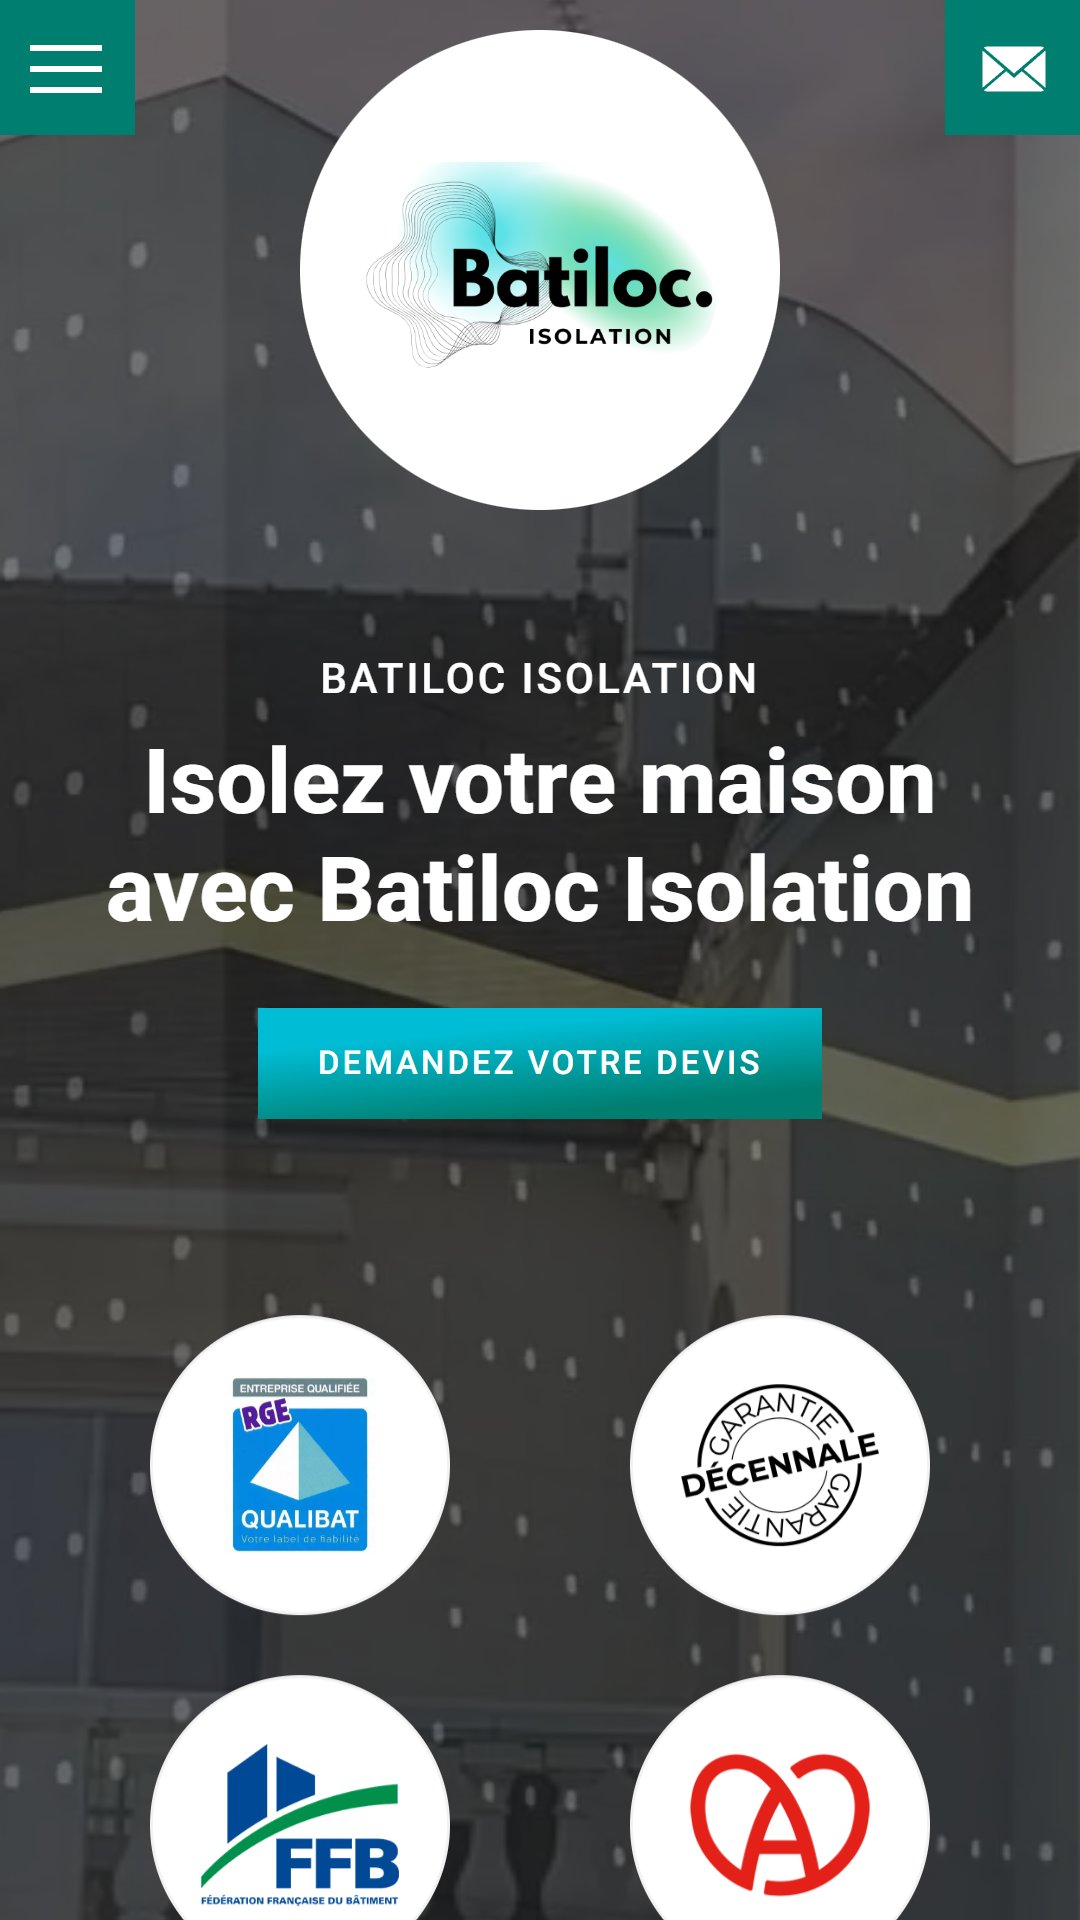 Batiloc.
ISOLATION
BATILOC ISOLATION
Isolez votre maison
avec Batiloc Isolation
DEMANDEZ VOTRE DEVIS
ENTREPRISE QUALIFIÉE
RGE
QUALIBAT
Votre label de fiabilité
GARANTIE
DÉCENNALE
GARANTIE
FFB
FÉDÉRATION FRANÇAISE DU BÂTIMENT
A